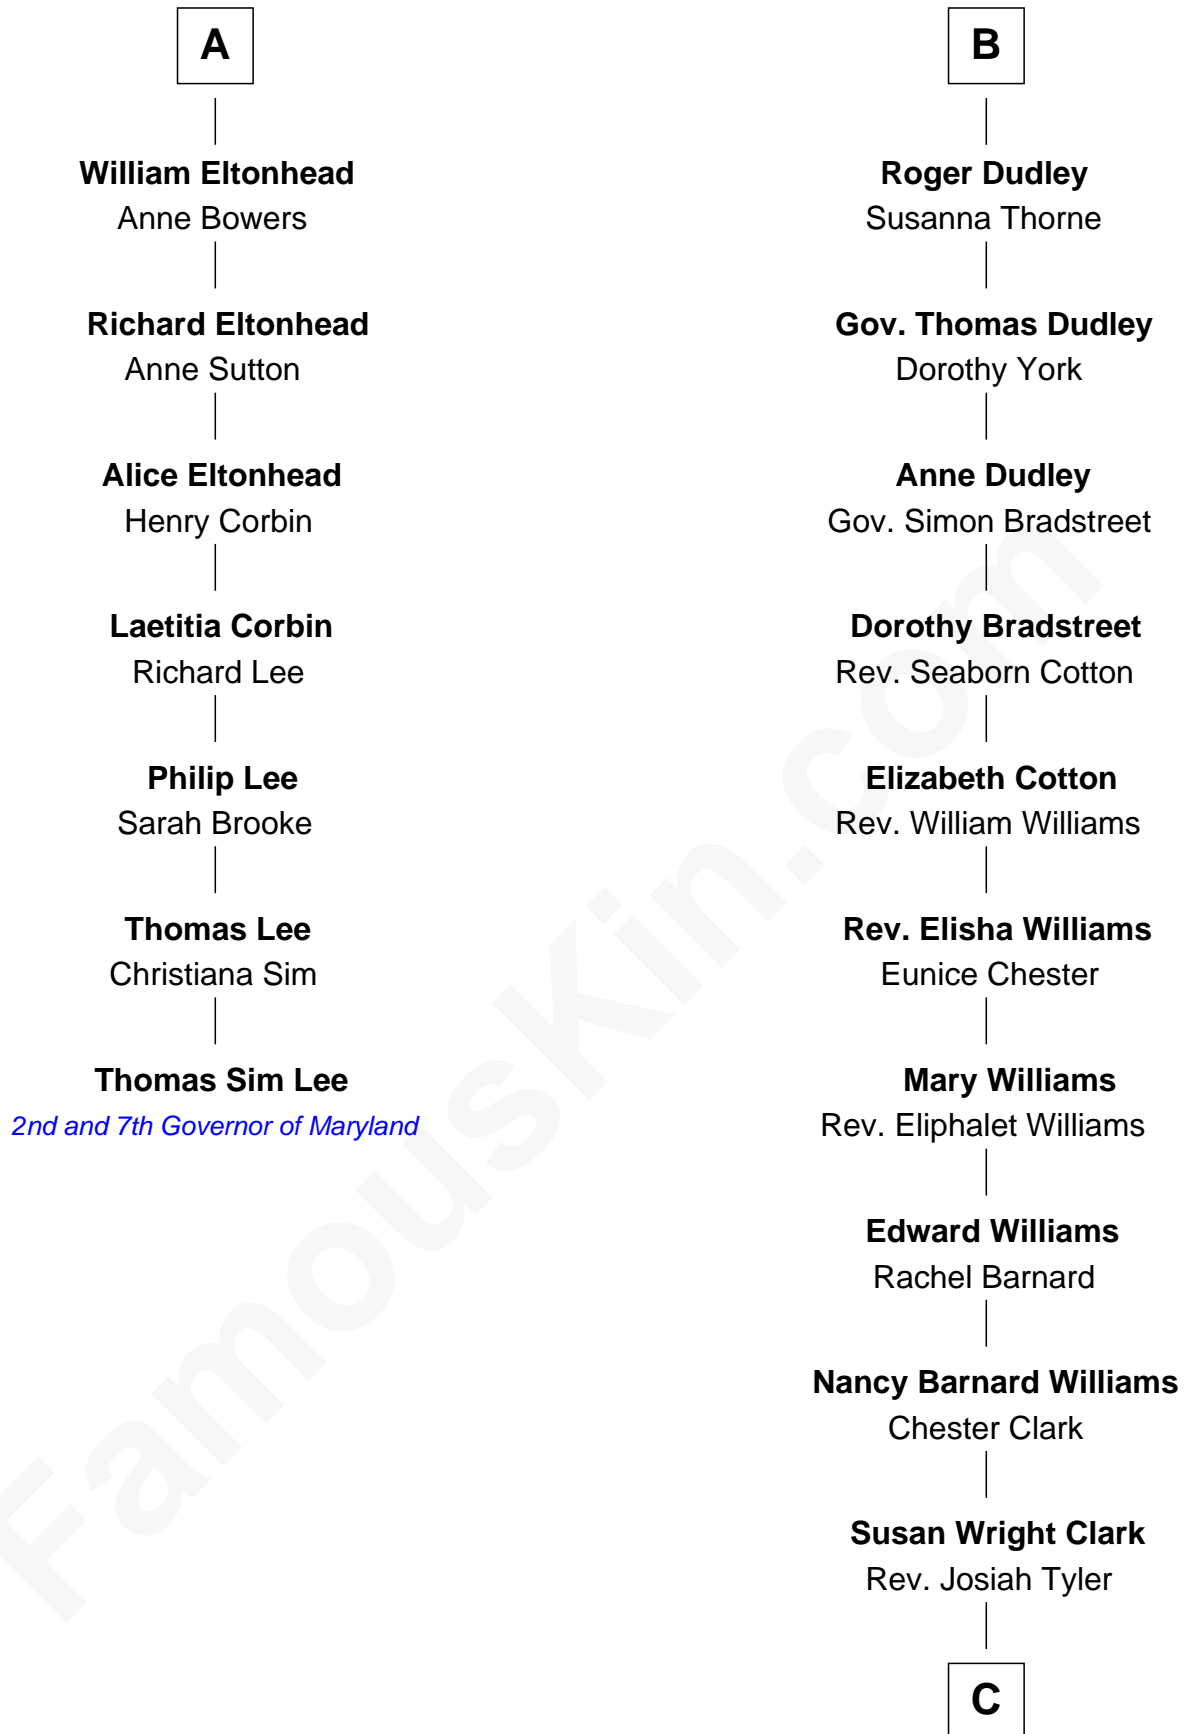 A
William Eltonhead
Anne Bowers
Richard Eltonhead
Anne Sutton
Alice Eltonhead
Henry Corbin
Laetitia Corbin
Richard Lee
Philip Lee
Sarah Brooke
Thomas Lee
Christiana Sim
Thomas Sim Lee
2nd and 7th Governor of Maryland
B
Roger Dudley
Susanna Thorne
Gov. Thomas Dudley
Dorothy York
Anne Dudley
Gov. Simon Bradstreet
Dorothy Bradstreet
Rev. Seaborn Cotton
Elizabeth Cotton
Rev. William Williams
Rev. Elisha Williams
Eunice Chester
Mary Williams
Rev. Eliphalet Williams
Edward Williams
Rachel Barnard
Nancy Barnard Williams
Chester Clark
Susan Wright Clark
Rev. Josiah Tyler
C
FamousKin.com